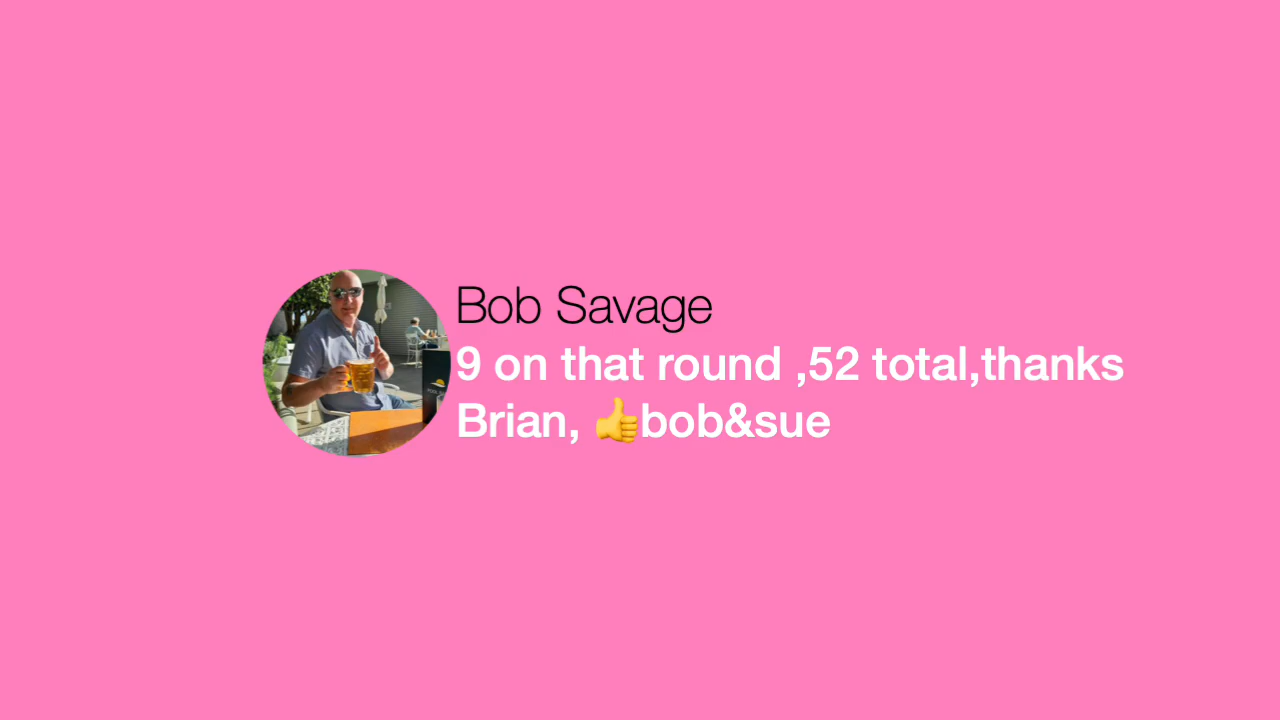 Bob Savage
9 on that round ,52 total,thanks
Brian, 👍bob&sue